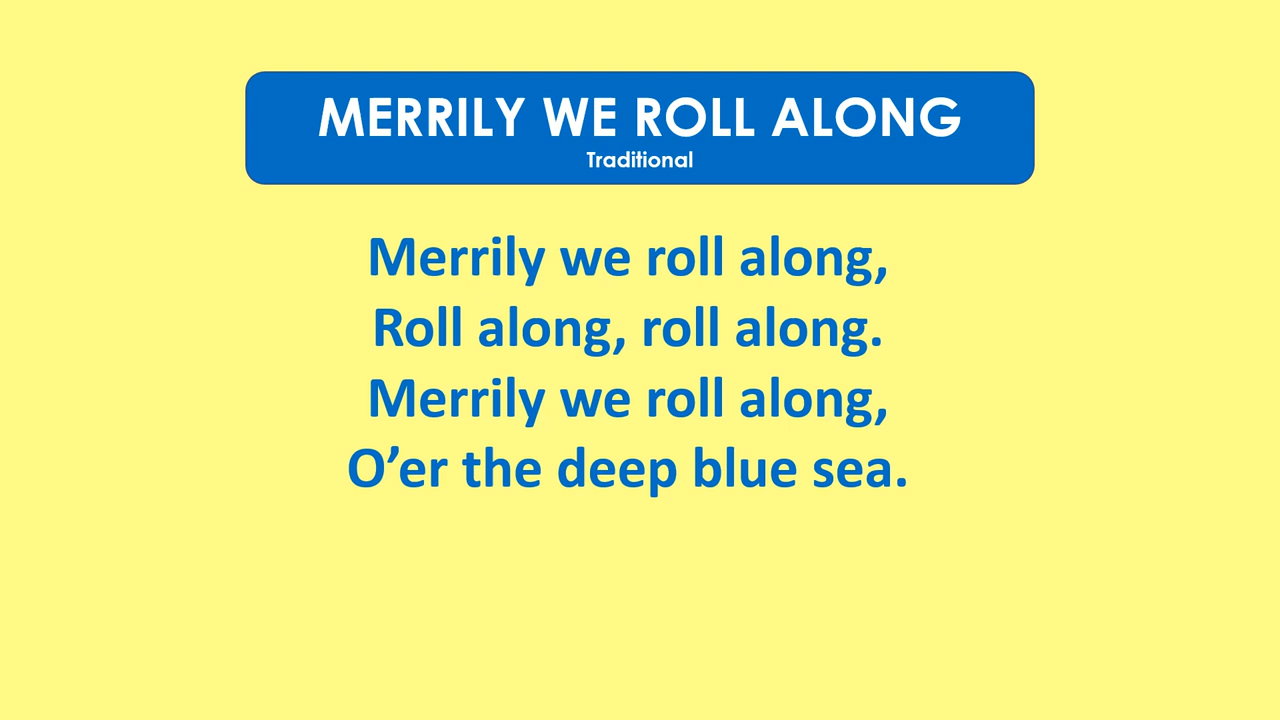 MERRILY WE ROLL ALONG
Traditional
Merrily we roll along,
Roll along, roll along.
Merrily we roll along,
O’er the deep blue sea.